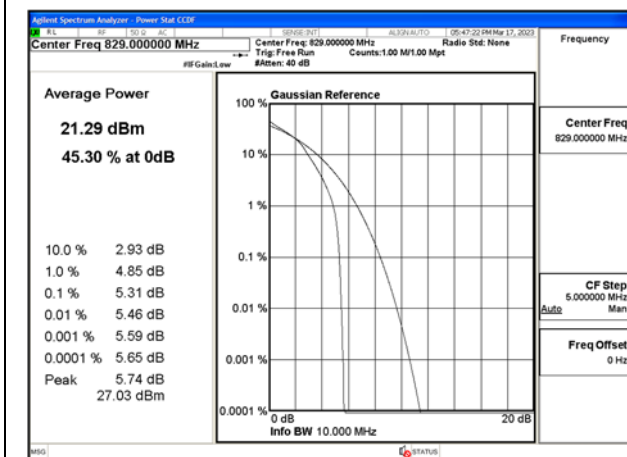 Agilent Spectrum Analyzer - Power Stat CCDF
RL RF 50 Ω AC SENSE:INT ALIGN AUTO 05:47:22 PM Mar 17, 2023
Center Freq 829.000000 MHz
Center Freq: 829.000000 MHz Radio Std: None
Trig: Free Run Counts:1.00 M/1.00 Mpt
#IFGain:Low #Atten: 40 dB
Frequency
Average Power
21.29 dBm
45.30 % at 0dB
10.0 % 2.93 dB
1.0 % 4.85 dB
0.1 % 5.31 dB
0.01 % 5.46 dB
0.001 % 5.59 dB
0.0001 % 5.65 dB
Peak 5.74 dB
27.03 dBm
Gaussian Reference
100 %
10 %
1 %
0.1 %
0.01 %
0.001 %
0.0001 %
0 dB 20 dB
Info BW 10.000 MHz
Center Freq
829.000000 MHz
CF Step
5.000000 MHz
Auto Man
Freq Offset
0 Hz
MSG STATUS